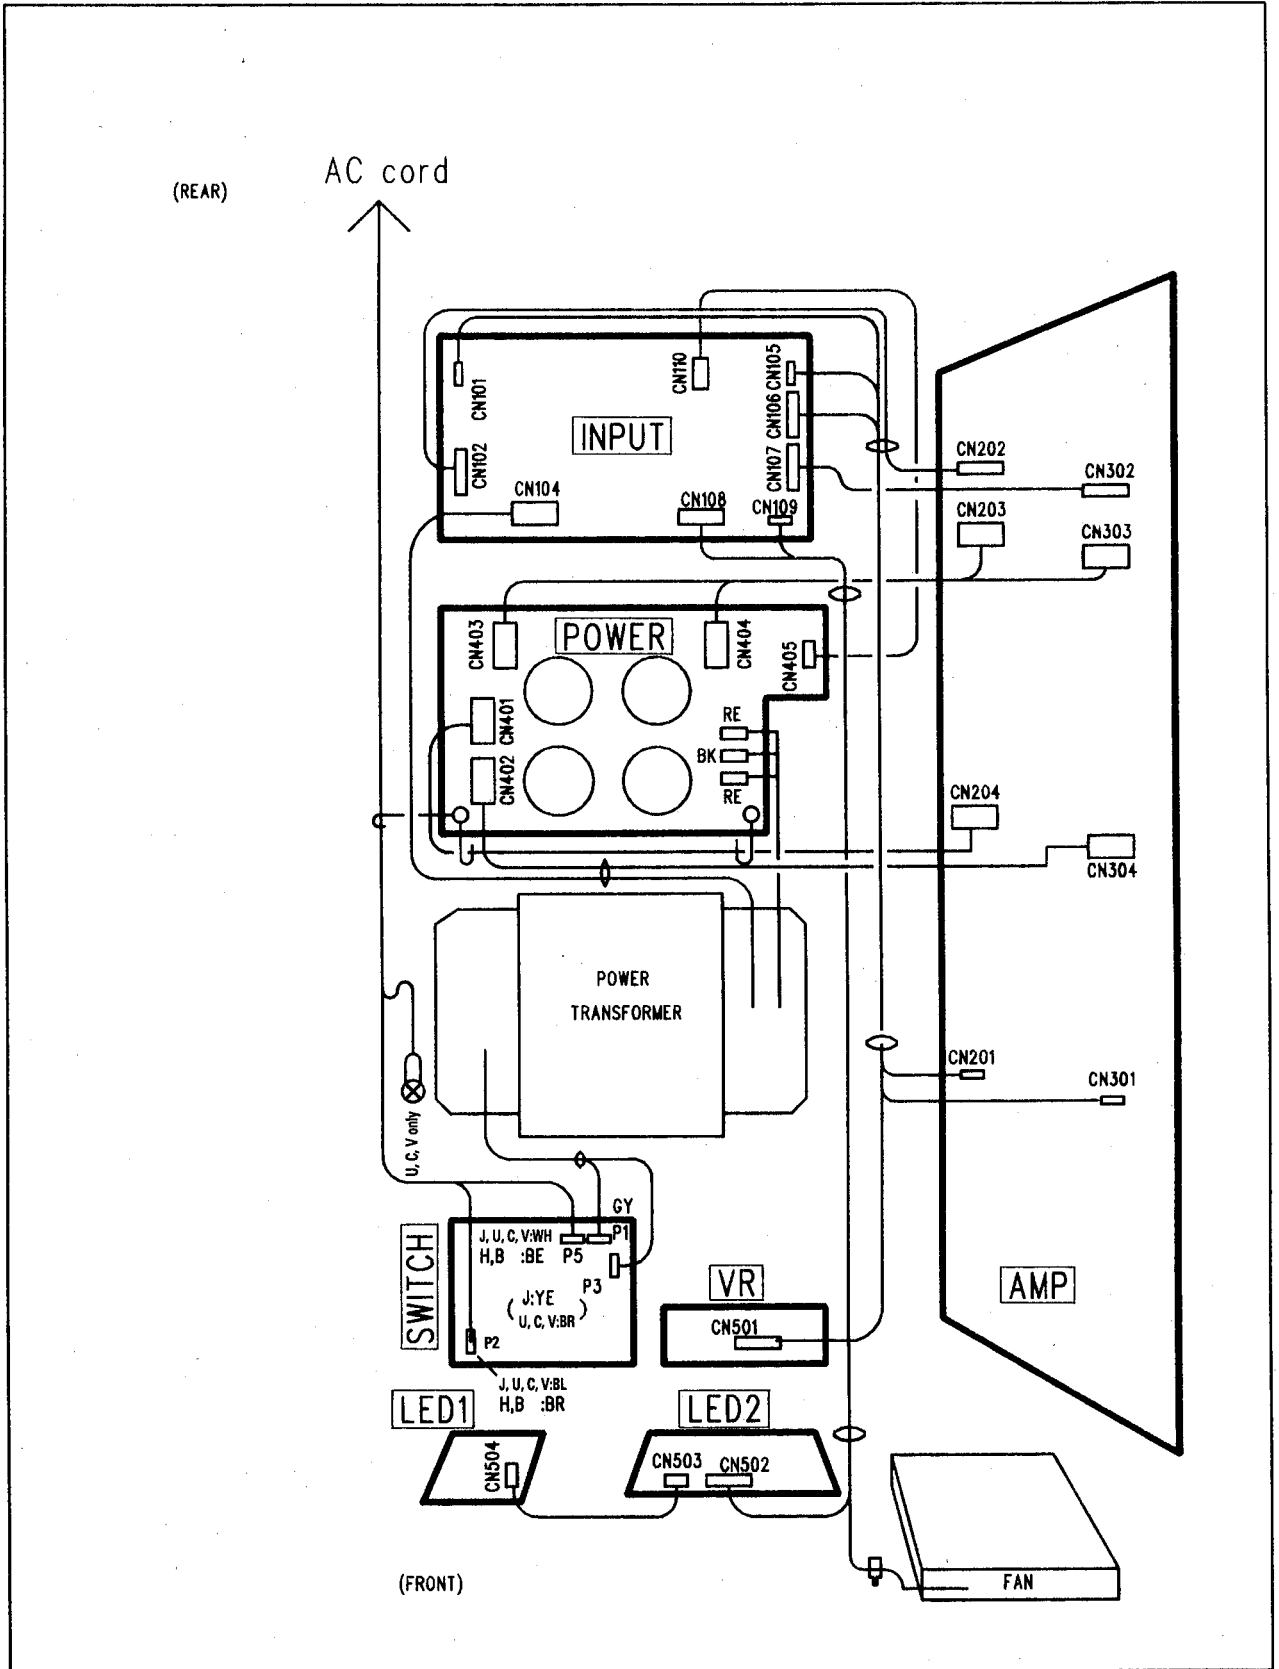 AC cord
(REAR)
CN101
CN110
CN105
CN106
INPUT
CN102
CN107
CN202
CN302
CN104
CN108
CN109
CN203
CN303
CN403
POWER
CN404
CN405
CN401
RE
BK
CN402
RE
CN204
CN304
POWER
TRANSFORMER
CN201
CN301
U, C, V only
GY
SWITCH
J, U, C, V:WH
P1
H,B :BE
P5
P3
VR
AMP
( J:YE
U, C, V:BR )
CN501
P2
J, U, C, V:BL
H,B :BR
LED1
LED2
CN504
CN503
CN502
(FRONT)
FAN